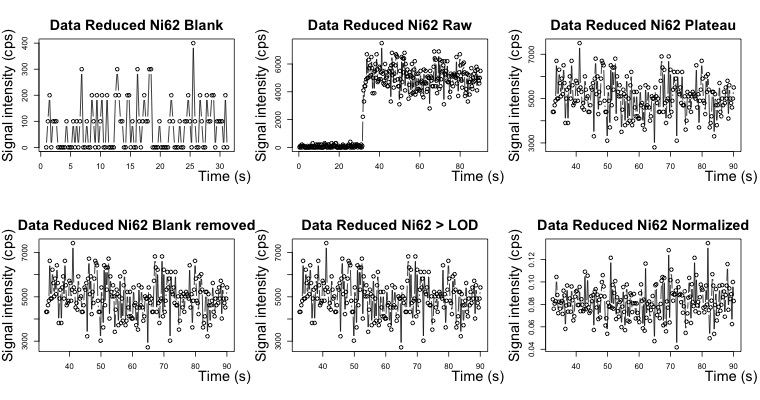 Data Reduced Ni62 Blank
Signal intensity (cps)
0 100 200 300 400
0 5 10 15 20 25 30
Time (s)
Data Reduced Ni62 Raw
Signal intensity (cps)
0 2000 4000 6000
0 20 40 60 80
Time (s)
Data Reduced Ni62 Plateau
Signal intensity (cps)
3000 5000 7000
40 50 60 70 80 90
Time (s)
Data Reduced Ni62 Blank removed
Signal intensity (cps)
3000 5000 7000
40 50 60 70 80 90
Time (s)
Data Reduced Ni62 > LOD
Signal intensity (cps)
3000 5000 7000
40 50 60 70 80 90
Time (s)
Data Reduced Ni62 Normalized
Signal intensity (cps)
0.04 0.06 0.08 0.10 0.12
40 50 60 70 80 90
Time (s)